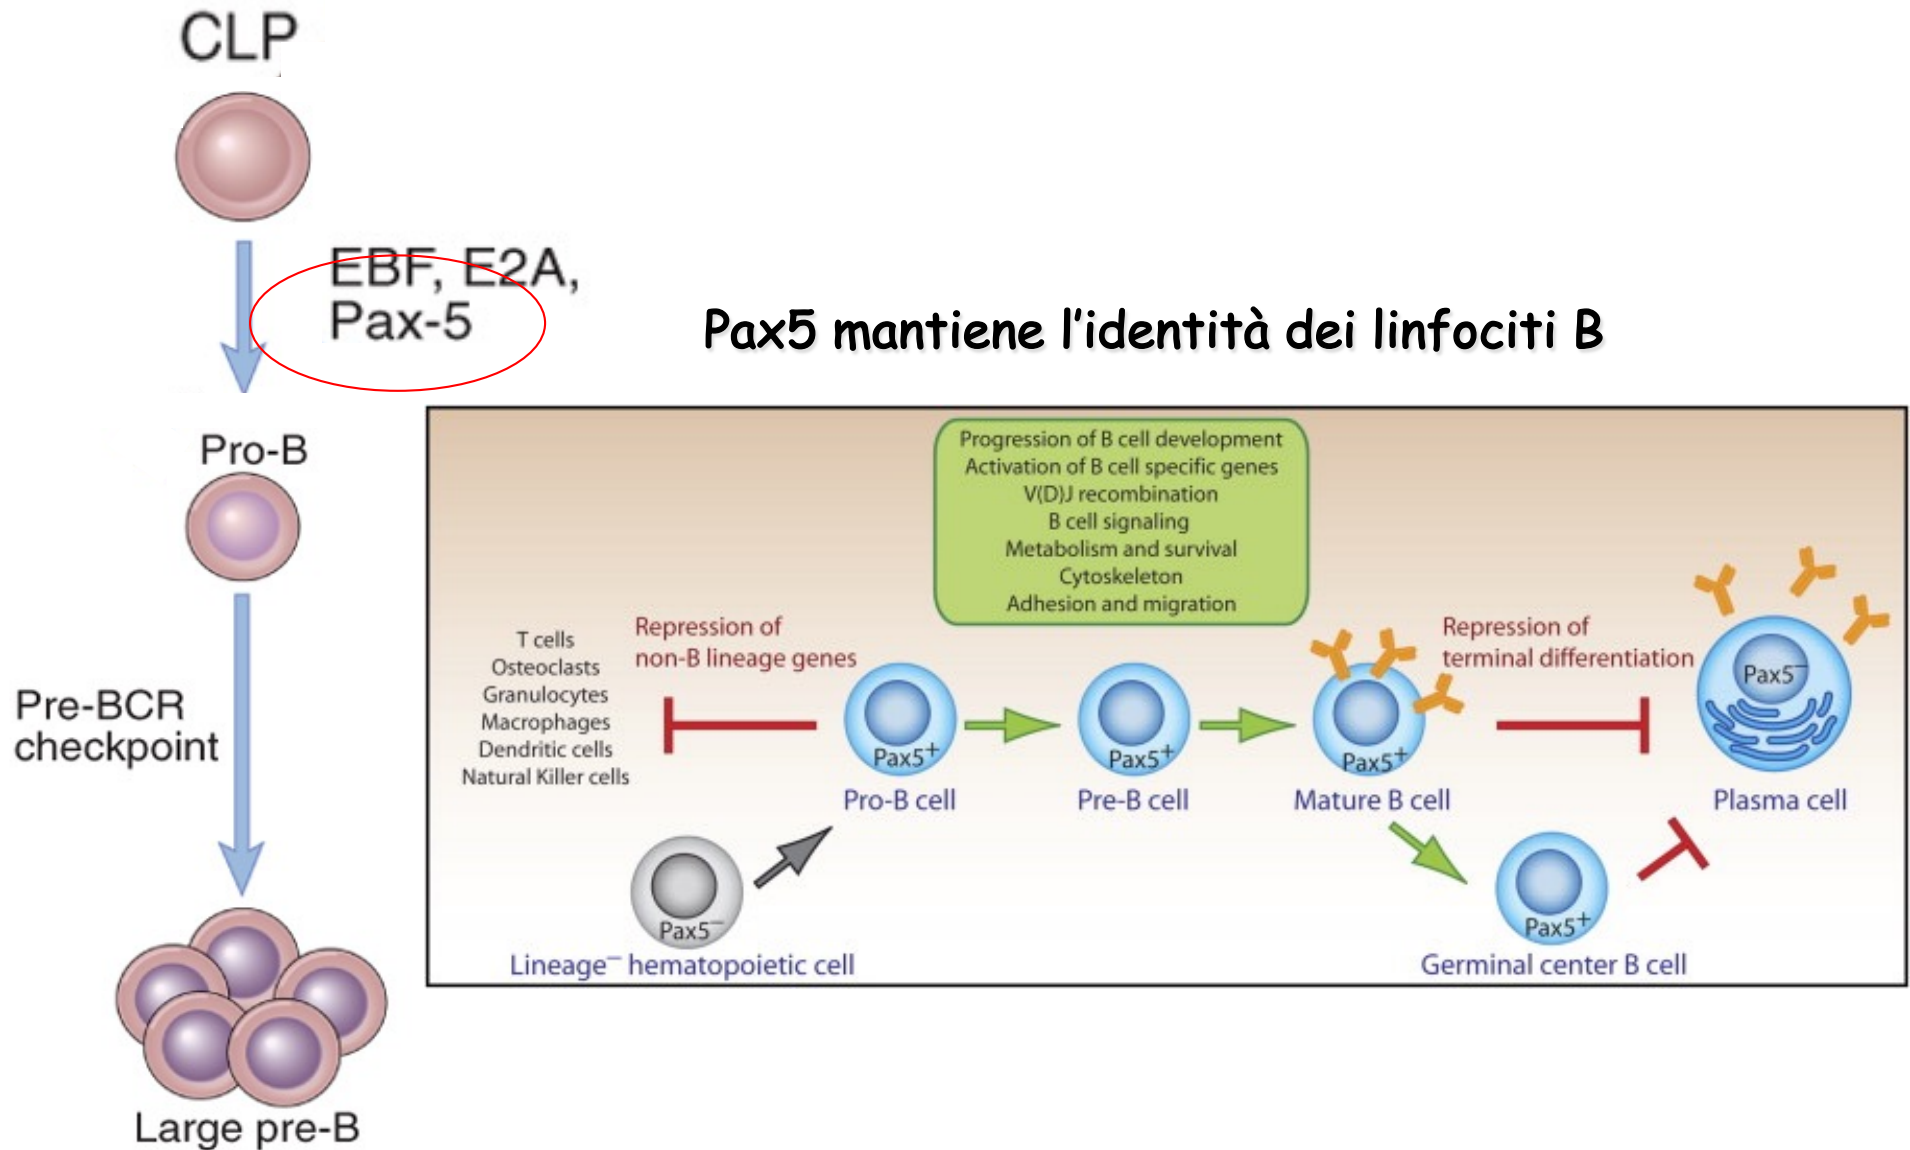 CLP
EBF, E2A,
Pax-5
Pax5 mantiene l'identità dei linfociti B
Pro-B
Pre-BCR
checkpoint
Large pre-B
Progression of B cell development
Activation of B cell specific genes
V(D)J recombination
B cell signaling
Metabolism and survival
Cytoskeleton
Adhesion and migration
T cells
Osteoclasts
Granulocytes
Macrophages
Dendritic cells
Natural Killer cells
Repression of
non-B lineage genes
Repression of
terminal differentiation
Pax5⁺
Pro-B cell
Pax5⁺
Pre-B cell
Pax5⁺
Mature B cell
Pax5⁻
Plasma cell
Pax5⁻
Lineage⁻ hematopoietic cell
Pax5⁺
Germinal center B cell